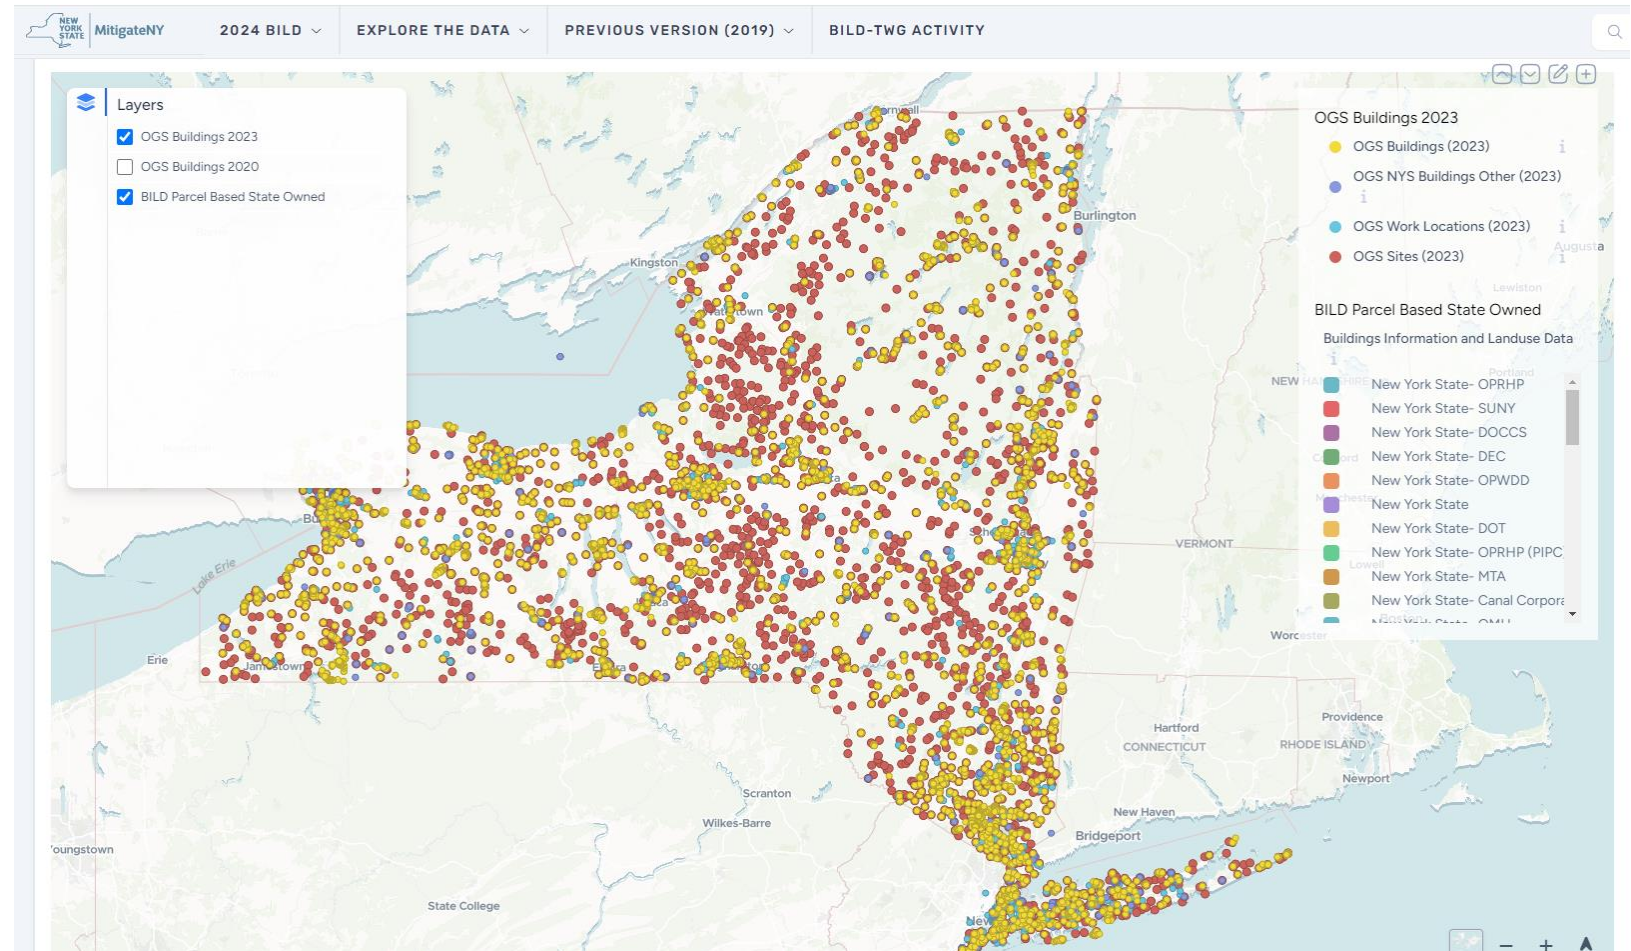 NEW
YORK
STATE
MitigateNY
2024 BILD
EXPLORE THE DATA
PREVIOUS VERSION (2019)
BILD-TWG ACTIVITY
Layers
OGS Buildings 2023
OGS Buildings 2020
BILD Parcel Based State Owned
OGS Buildings 2023
OGS Buildings (2023)
OGS NYS Buildings Other (2023)
OGS Work Locations (2023)
OGS Sites (2023)
BILD Parcel Based State Owned
Buildings Information and Landuse Data
New York State- OPRHP
New York State- SUNY
New York State- DOCCS
New York State- DEC
New York State- OPWDD
New York State
New York State- DOT
New York State- OPRHP (PIPC
New York State- MTA
New York State- Canal Corpora
Augusta
Lewiston
Portland
Burlington
Kingston
VERMONT
Lowell
Worcester
Lake Erie
Erie
Jamestown
Hartford
CONNECTICUT
Providence
RHODE ISLAND
Newport
Scranton
New Haven
Wilkes-Barre
Bridgeport
oungstown
State College
New